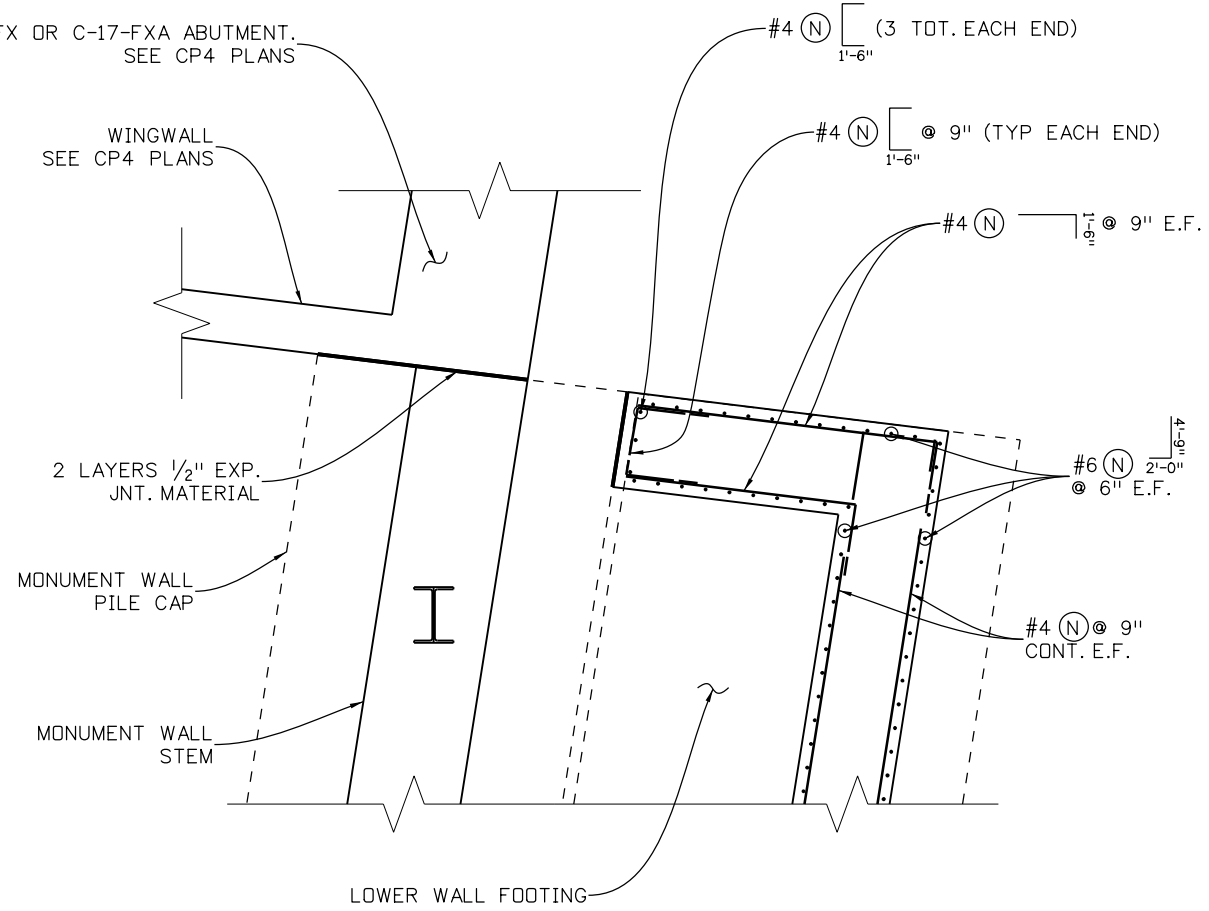 FX OR C-17-FXA ABUTMENT.
SEE CP4 PLANS
#4 N (3 TOT. EACH END)
1'-6"
WINGWALL
SEE CP4 PLANS
#4 N @ 9" (TYP EACH END)
1'-6"
#4 N 1'-6" @ 9" E.F.
2 LAYERS 1/2" EXP.
JNT. MATERIAL
4'-9"
#6 N 2'-0"
@ 6" E.F.
MONUMENT WALL
PILE CAP
#4 N @ 9"
CONT. E.F.
MONUMENT WALL
STEM
LOWER WALL FOOTING